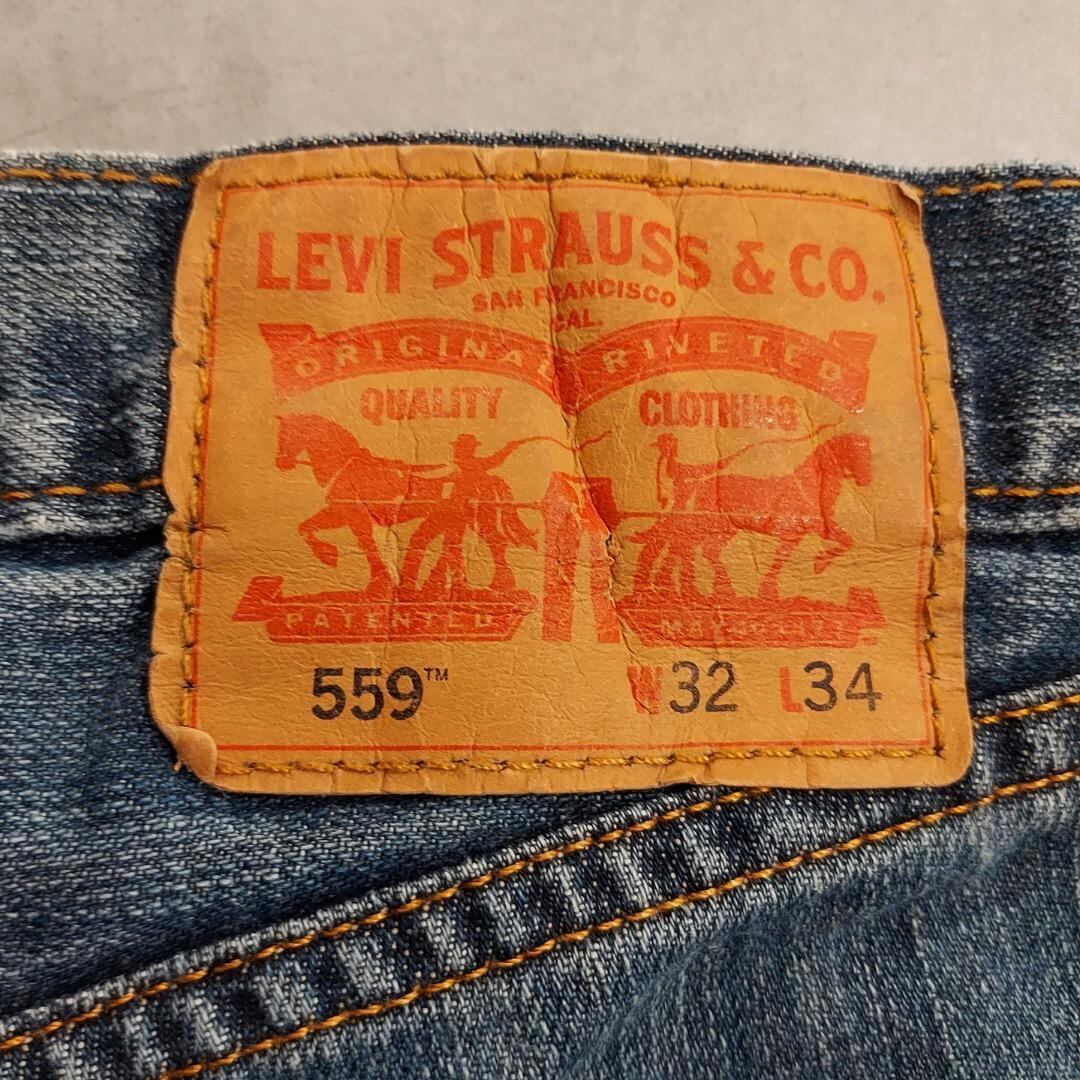 LEVI STRAUSS & CO.
SAN FRANCISCO
CAL.
ORIGINAL RIVETED
QUALITY CLOTHING
PATENTED
559™ W32 L34